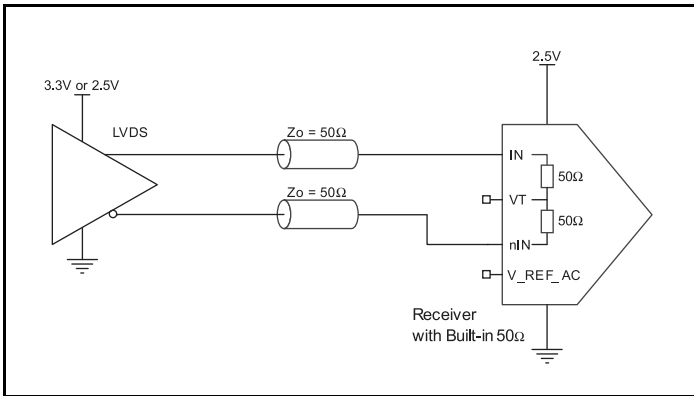 2.5V
3.3V or 2.5V
LVDS
Zo = 50Ω
IN
50Ω
Zo = 50Ω
VT
50Ω
nIN
V_REF_AC
Receiver
with Built-in 50Ω